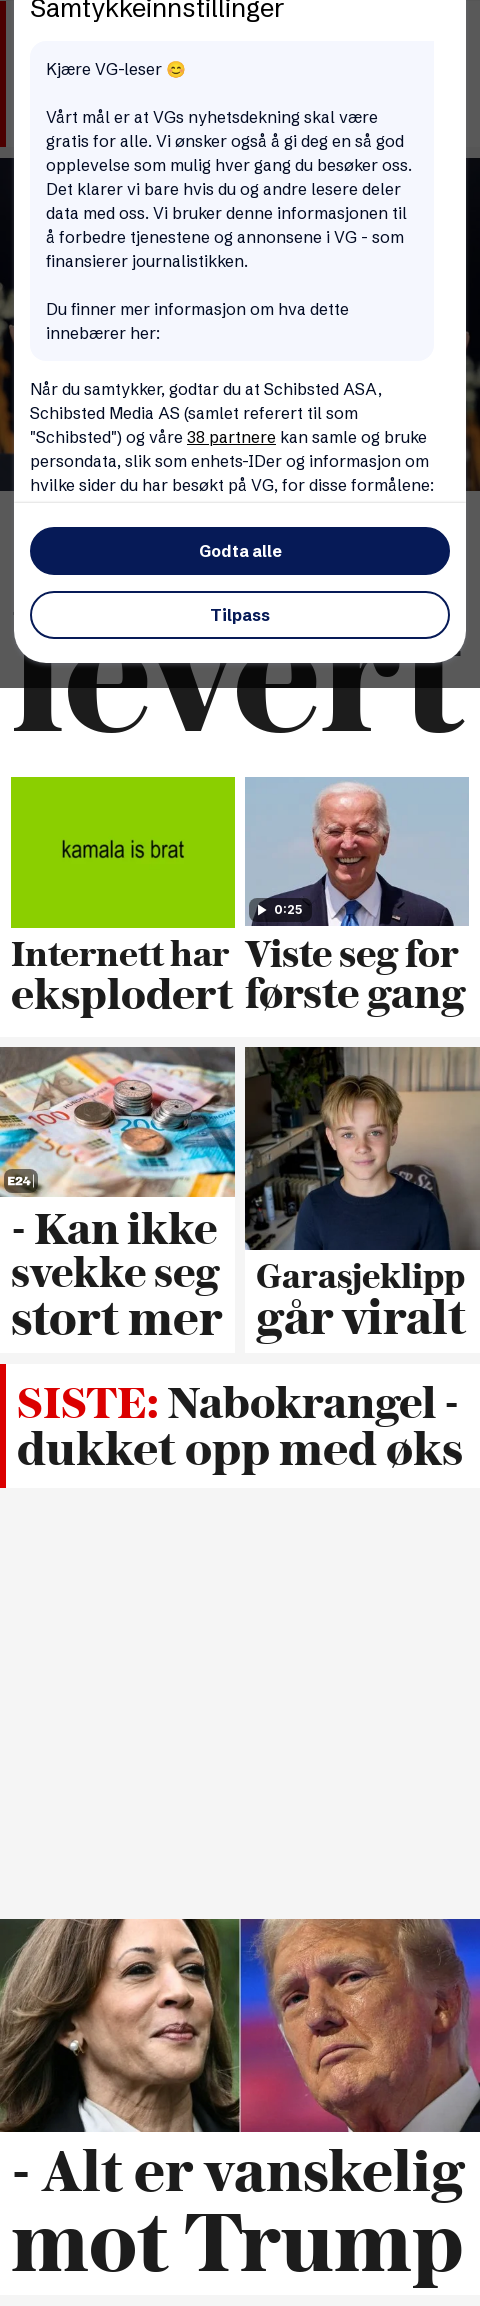 Samtykkeinnstillinger
Kjære VG-leser 😊
Vårt mål er at VGs nyhetsdekning skal være
gratis for alle. Vi ønsker også å gi deg en så god
opplevelse som mulig hver gang du besøker oss.
Det klarer vi bare hvis du og andre lesere deler
data med oss. Vi bruker denne informasjonen til
å forbedre tjenestene og annonsene i VG - som
finansierer journalistikken.
Du finner mer informasjon om hva dette
innebærer her:
Når du samtykker, godtar du at Schibsted ASA,
Schibsted Media AS (samlet referert til som
"Schibsted") og våre 38 partnere kan samle og bruke
persondata, slik som enhets-IDer og informasjon om
hvilke sider du har besøkt på VG, for disse formålene:
Godta alle
Tilpass
levert
kamala is brat
0:25
Internett har
eksplodert
Viste seg for
første gang
E24
- Kan ikke
svekke seg
stort mer
Garasjeklipp
går viralt
SISTE: Nabokrangel -
dukket opp med øks
- Alt er vanskelig
mot Trump